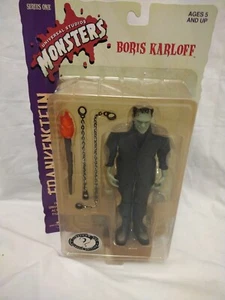 SERIES ONE
UNIVERSAL STUDIOS
MONSTERS
AGES 5
AND UP
BORIS KARLOFF
FRANKENSTEIN
?